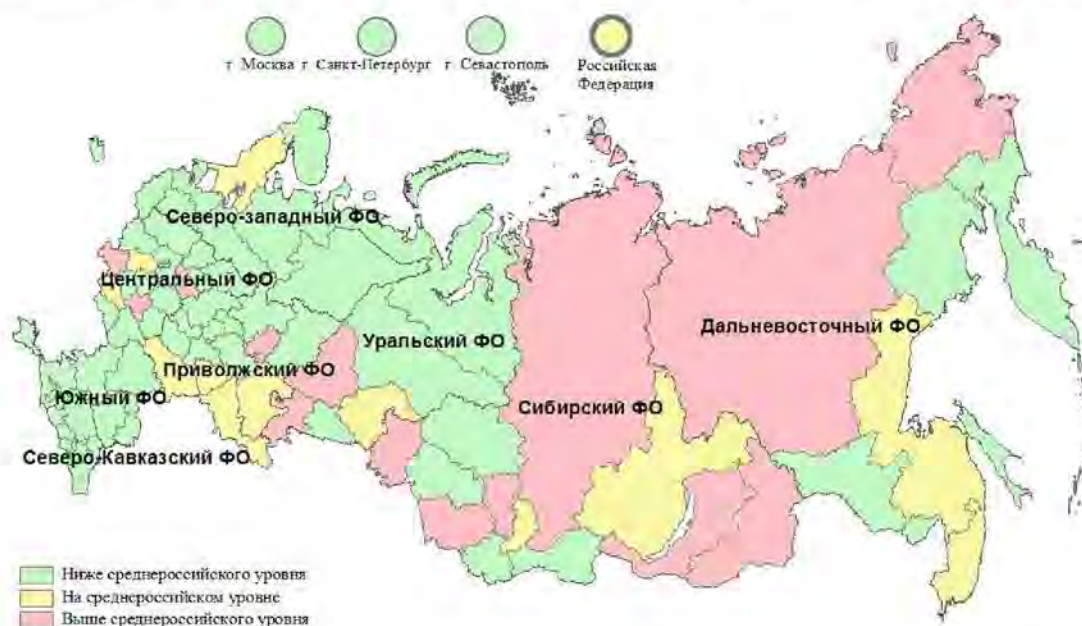 г Москва г Санкт-Петербург г Севастополь Российская
Федерация
Северо-западный ФО
Центральный ФО
Уральский ФО
Дальневосточный ФО
Приволжский ФО
Южный ФО
Сибирский ФО
Северо-Кавказский ФО
Ниже среднероссийского уровня
На среднероссийском уровне
Выше среднероссийского уровня